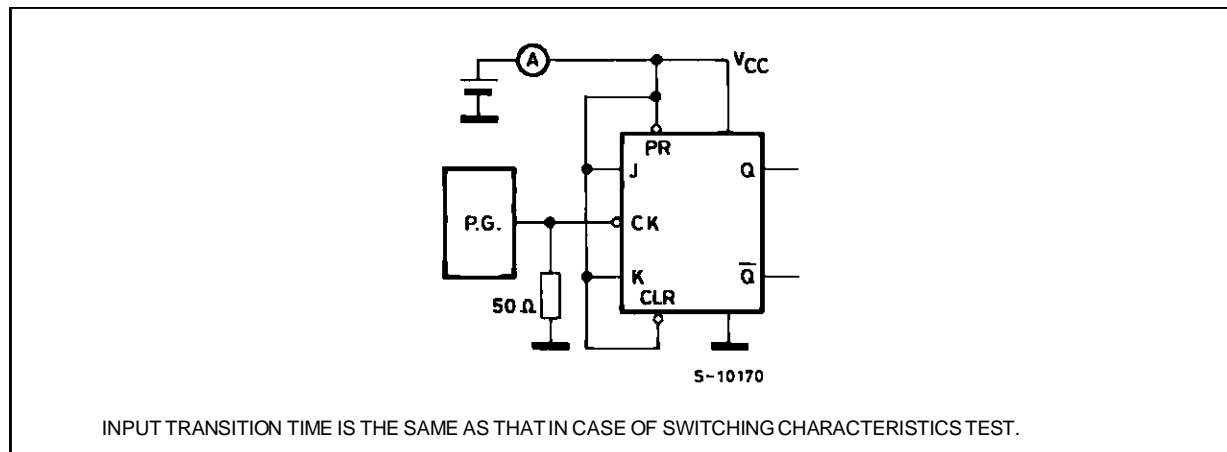 A
VCC
PR
J
Q
P.G.
CK
K
Q̅
CLR
50 Ω
S-10170
INPUT TRANSITION TIME IS THE SAME AS THAT IN CASE OF SWITCHING CHARACTERISTICS TEST.